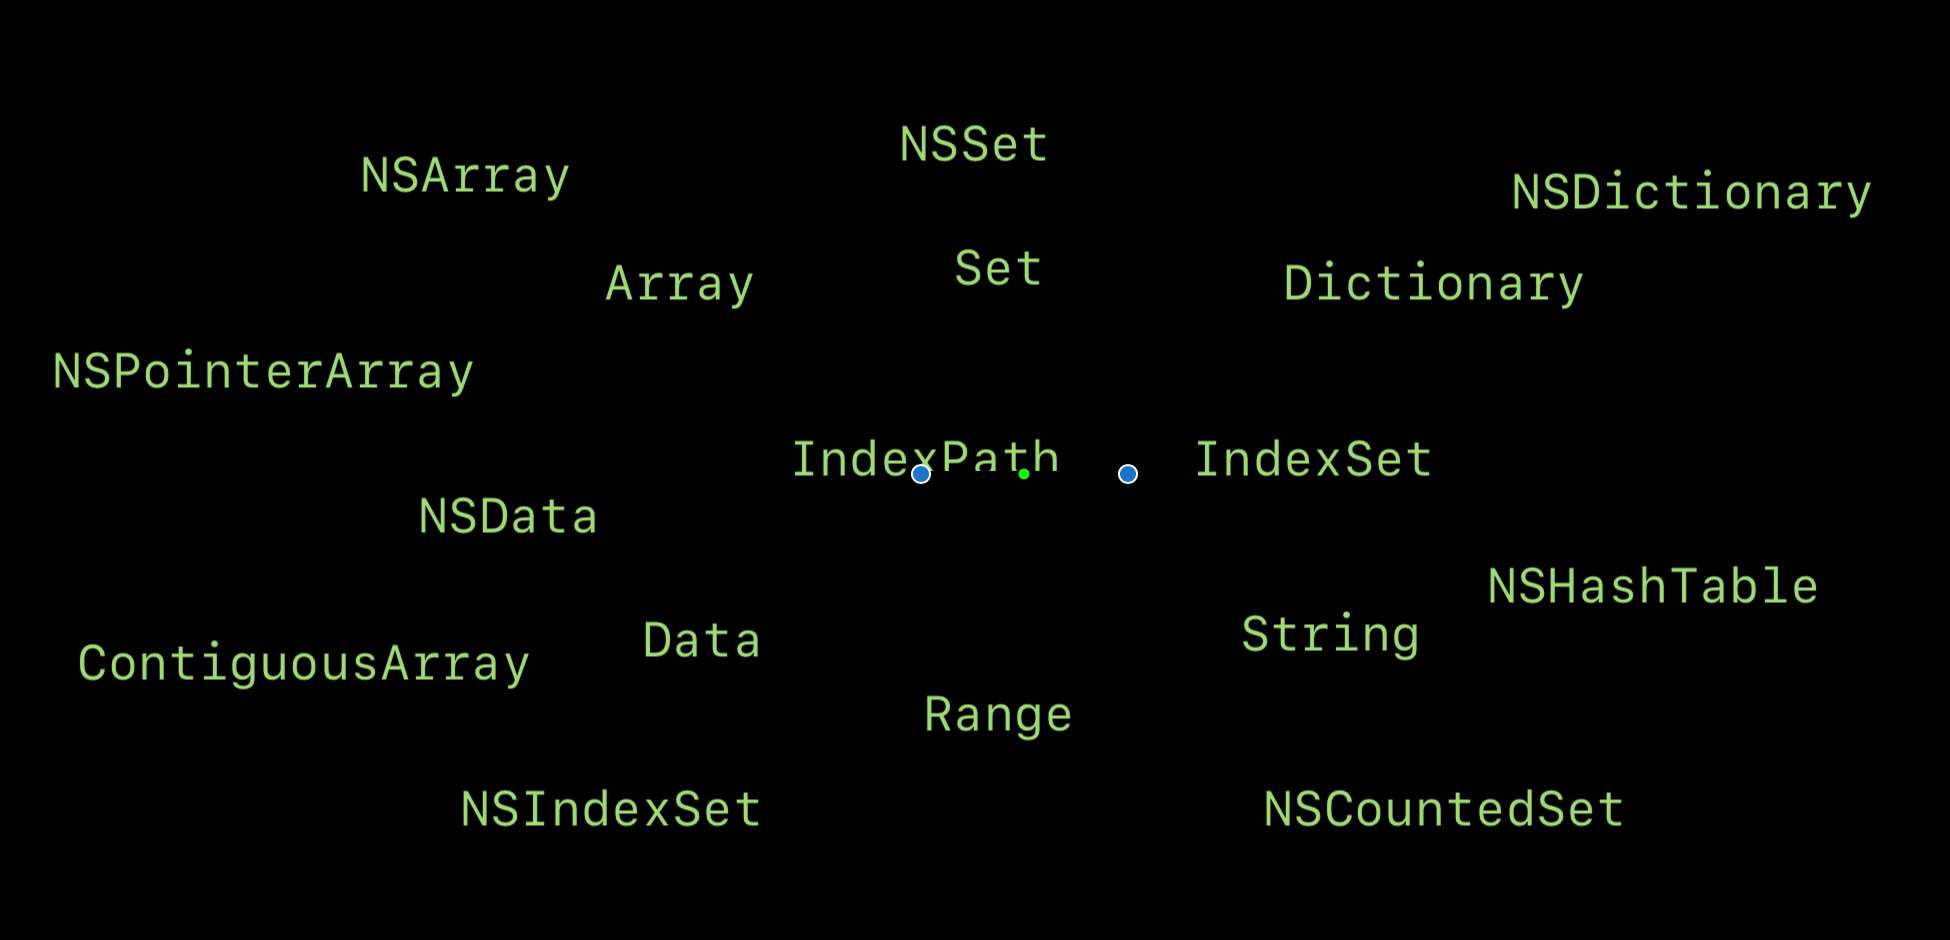 NSSet
NSArray
NSDictionary
Set
Array
Dictionary
NSPointerArray
IndexPath
IndexSet
NSData
NSHashTable
String
Data
ContiguousArray
Range
NSIndexSet
NSCountedSet